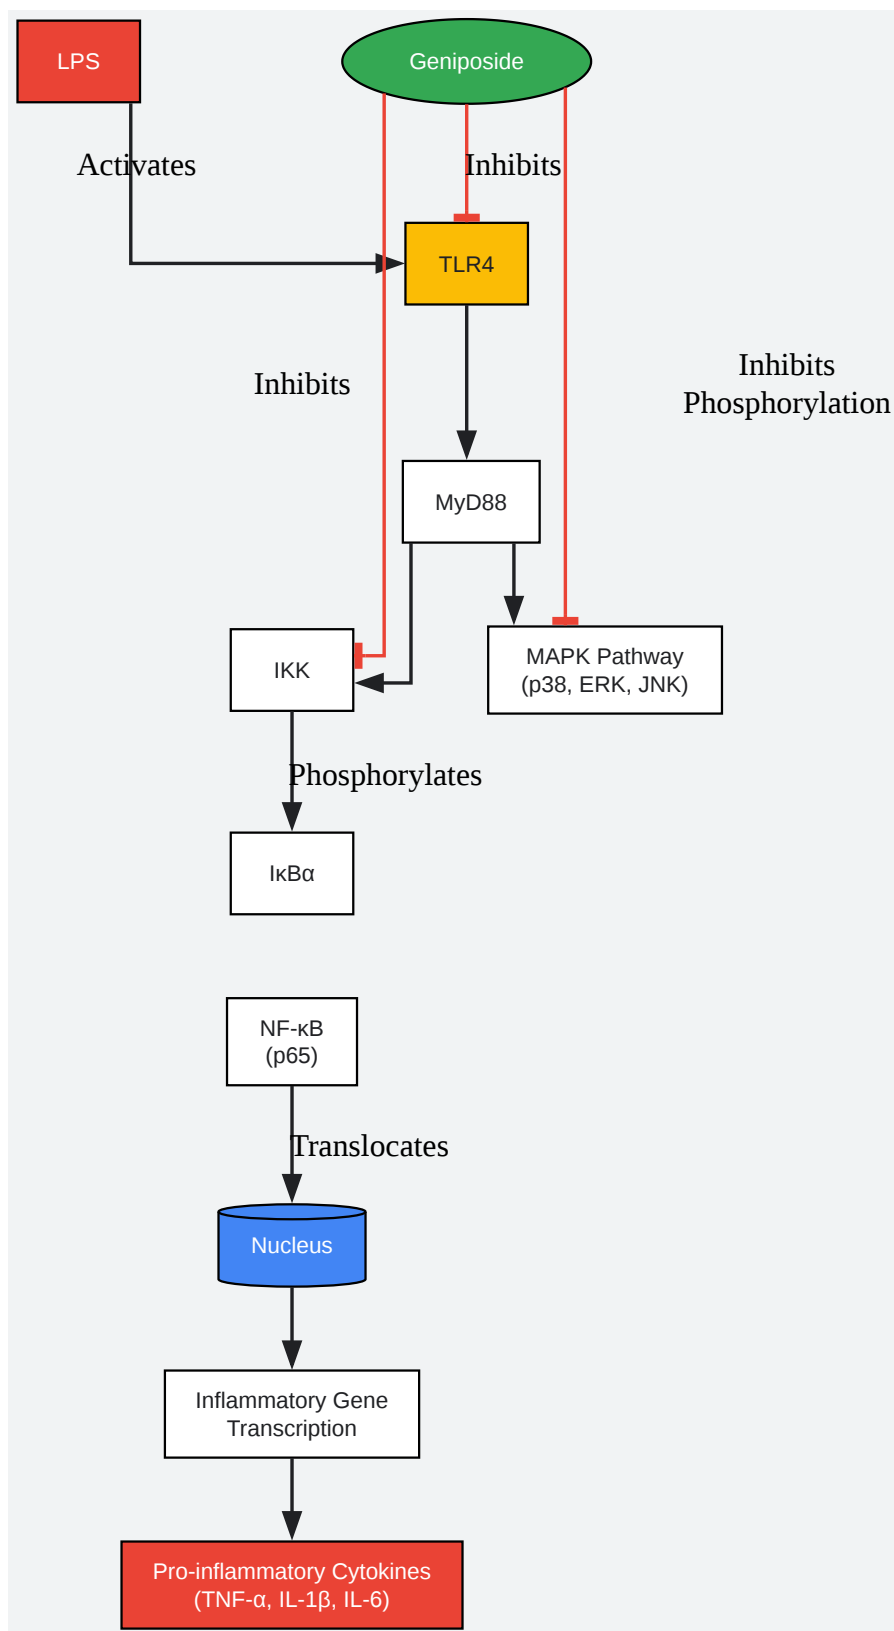 LPS
Geniposide
Activates
Inhibits
TLR4
Inhibits
Inhibits
Phosphorylation
MyD88
IKK
MAPK Pathway
(p38, ERK, JNK)
Phosphorylates
IκBα
NF-κB
(p65)
Translocates
Nucleus
Inflammatory Gene
Transcription
Pro-inflammatory Cytokines
(TNF-α, IL-1β, IL-6)